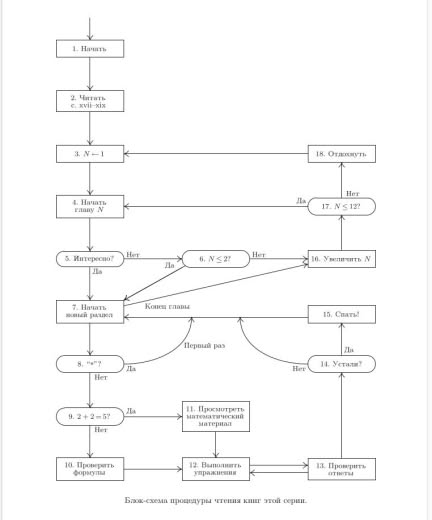 1. Начать
2. Читать
с. xvii–xix
3. N ← 1
18. Отдохнуть
4. Начать
главу N
Да
Нет
17. N ≤ 12?
5. Интересно?
Нет
Да
Да
6. N ≤ 2?
Нет
16. Увеличить N
7. Начать
новый раздел
Конец главы
15. Спать!
Первый раз
8. “*”?
Да
Нет
Да
Нет
14. Устали?
9. 2 + 2 = 5?
Да
Нет
11. Просмотреть
математический
материал
10. Проверить
формулы
12. Выполнить
упражнения
13. Проверить
ответы
Блок-схема процедуры чтения книг этой серии.